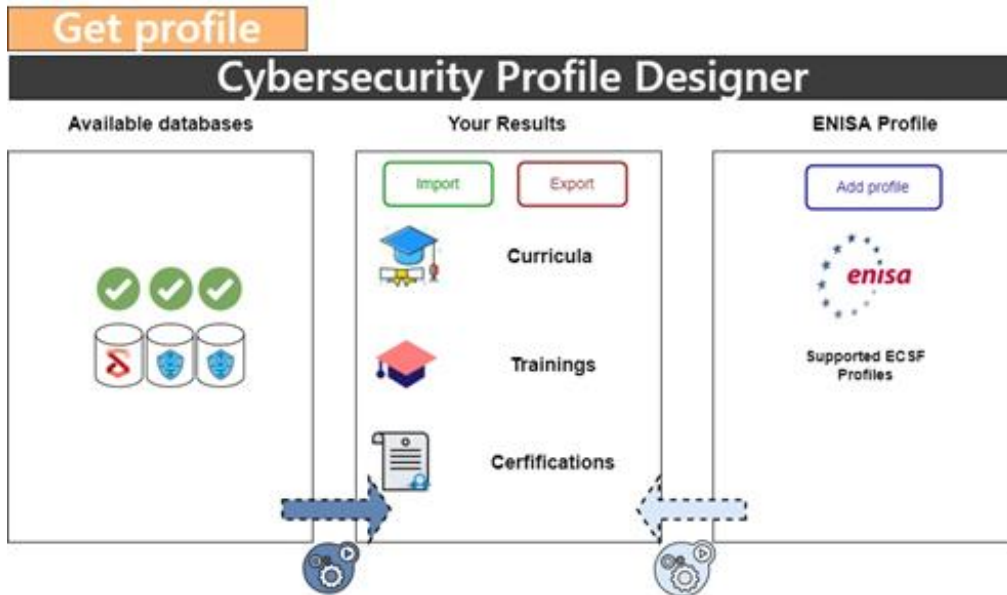 Get profile
Cybersecurity Profile Designer
Available databases
Your Results
ENISA Profile
Import
Export
Add profile
Curricula
enisa
Supported ECSF
Profiles
Trainings
Cerfifications